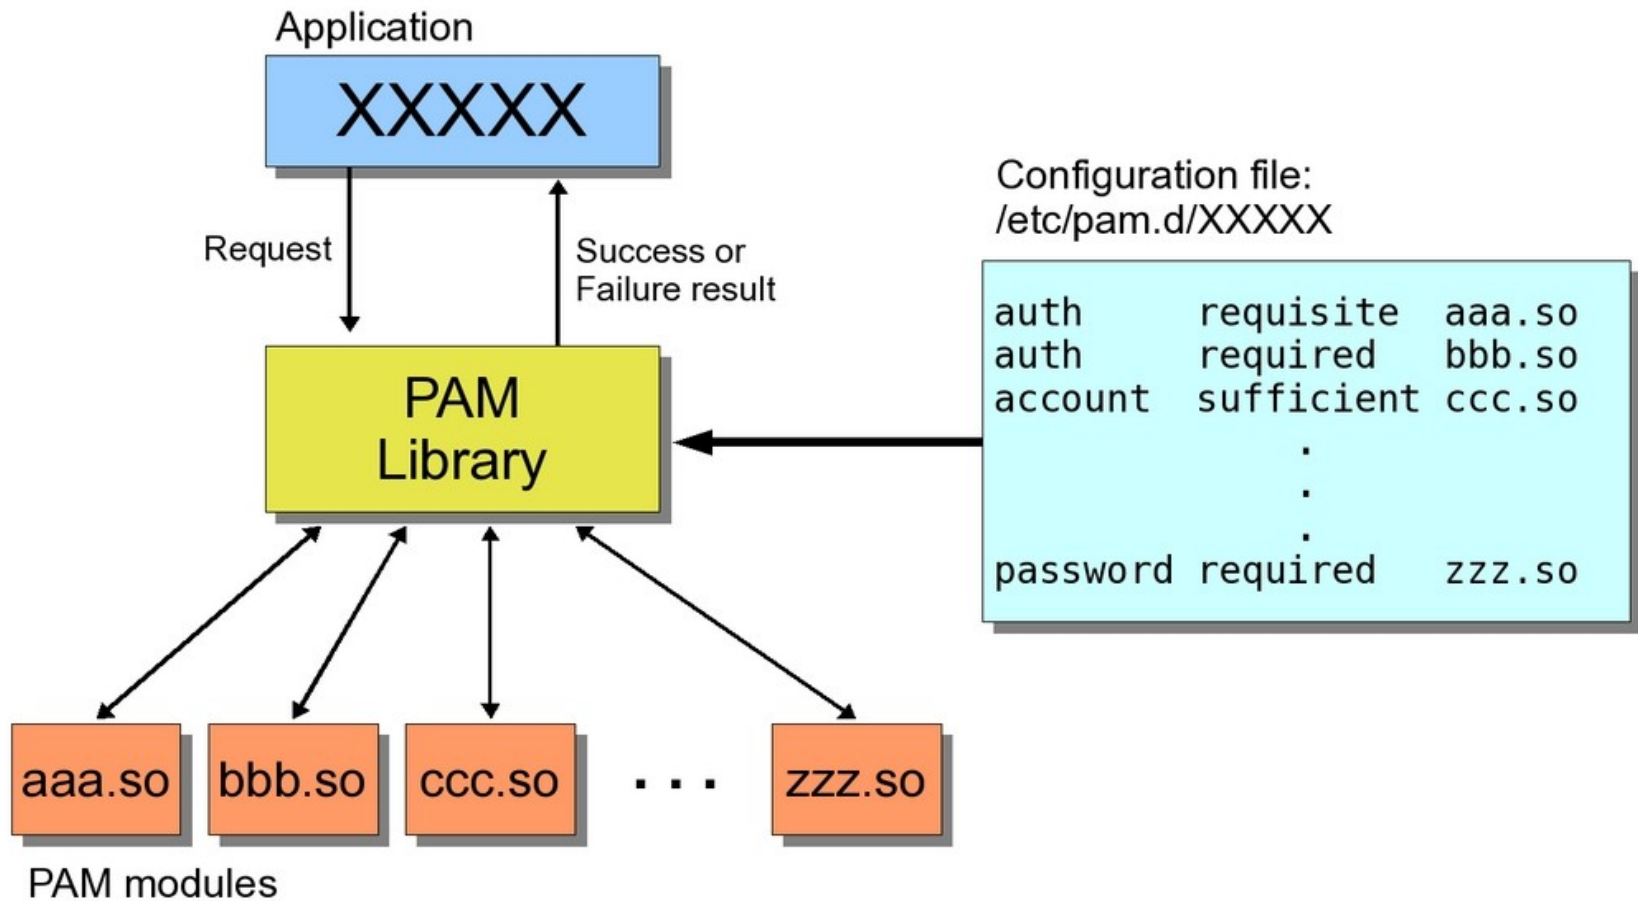 Application
XXXXX
Request
Success or
Failure result
PAM
Library
Configuration file:
/etc/pam.d/XXXXX
auth requisite aaa.so
auth required bbb.so
account sufficient ccc.so
.
.
.
password required zzz.so
aaa.so bbb.so ccc.so ... zzz.so
PAM modules